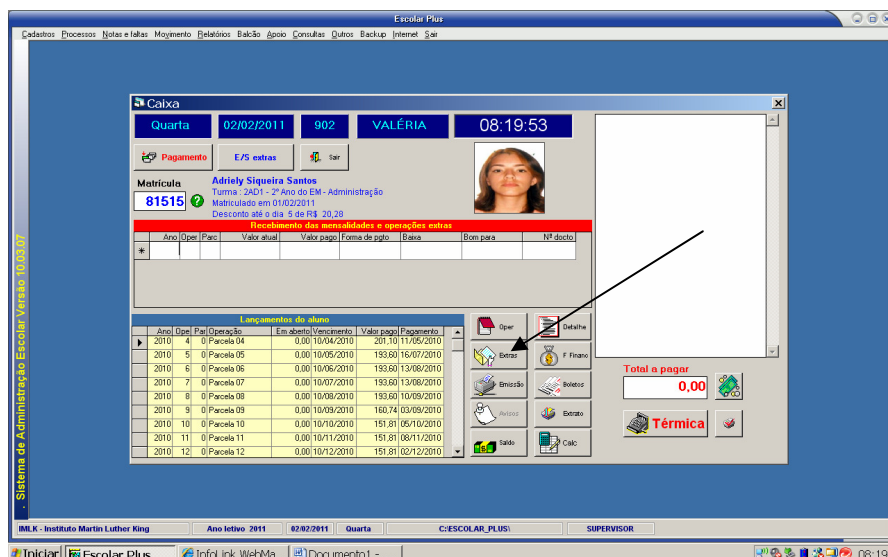 Escolar Plus
Cadastros Processos Notas e faltas Movimento Relatórios Balcão Apoio Consultas Outros Backup Internet Sair
Caixa
Quarta 02/02/2011 902 VALÉRIA 08:19:53
Pagamento E/S extras Sair
Matrícula
81515
Adriely Siqueira Santos
Turma : 2AD1 - 2º Ano do EM - Administração
Matriculado em 01/02/2011
Desconto até o dia 5 de R$ 20,28
Recebimento das mensalidades e operações extras
Ano Oper Parc Valor atual Valor pago Forma de pgto Baixa Bom para Nº docto
Lançamentos do aluno
Ano Ope Par Operação Em aberto Vencimento Valor pago Pagamento
2010 4 0 Parcela 04 0,00 10/04/2010 201,10 11/05/2010
2010 5 0 Parcela 05 0,00 10/05/2010 193,60 16/07/2010
2010 6 0 Parcela 06 0,00 10/06/2010 193,60 13/08/2010
2010 7 0 Parcela 07 0,00 10/07/2010 193,60 13/08/2010
2010 8 0 Parcela 08 0,00 10/08/2010 193,60 10/09/2010
2010 9 0 Parcela 09 0,00 10/09/2010 160,74 03/09/2010
2010 10 0 Parcela 10 0,00 10/10/2010 151,81 05/10/2010
2010 11 0 Parcela 11 0,00 10/11/2010 151,81 08/11/2010
2010 12 0 Parcela 12 0,00 10/12/2010 151,81 02/12/2010
Oper Detalhe
Extras F Financ
Emissão Boletos
Avisos Extrato
Saldo Calc
Total a pagar
0,00
Térmica
Sistema de Administração Escolar Versão 10.03.07
IMLK - Instituto Martin Luther King Ano letivo 2011 02/02/2011 Quarta C:\ESCOLAR_PLUS\ SUPERVISOR
Iniciar Escolar Plus InfoLink WebMa... Documento1 - 08:19